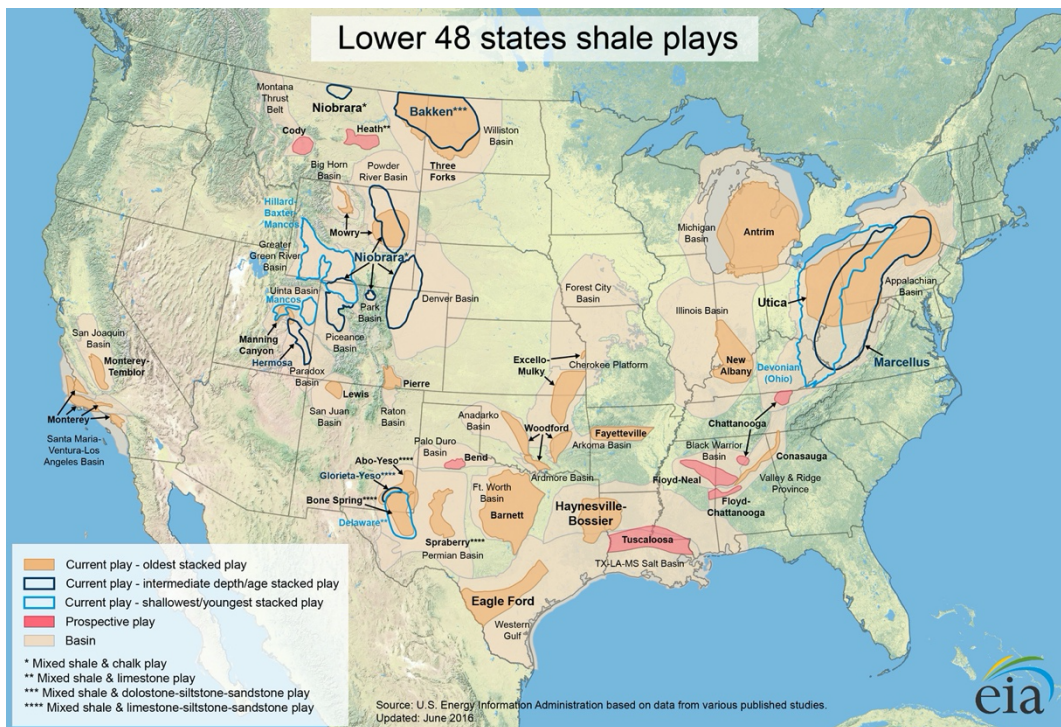 Lower 48 states shale plays
Montana
Thrust
Belt
Niobrara*
Bakken***
Cody
Heath**
Williston
Basin
Big Horn
Basin
Powder
River Basin
Three
Forks
Hillard-
Baxter-
Mancos
Mowry
Greater
Green River
Basin
Niobrara*
Michigan
Basin
Antrim
Uinta Basin
Mancos
Park
Basin
Denver Basin
Forest City
Basin
Illinois Basin
Utica
Appalachian
Basin
San Joaquin
Basin
Monterey-
Temblor
Manning
Canyon
Hermosa
Piceance
Basin
Paradox
Basin
Excello-
Mulky
Cherokee Platform
New
Albany
Devonian
(Ohio)
Marcellus
Monterey
Lewis
Pierre
San Juan
Basin
Raton
Basin
Anadarko
Basin
Woodford
Fayetteville
Arkoma Basin
Chattanooga
Santa Maria-
Ventura-Los
Angeles Basin
Palo Duro
Basin
Bend
Black Warrior
Basin
Conasauga
Abo-Yeso****
Glorieta-Yeso****
Ardmore Basin
Floyd-Neal
Valley & Ridge
Province
Bone Spring****
Ft. Worth
Basin
Haynesville-
Bossier
Floyd-
Chattanooga
Delaware**
Barnett
Spraberry****
Permian Basin
Tuscaloosa
TX-LA-MS Salt Basin
Eagle Ford
Western
Gulf
Current play - oldest stacked play
Current play - intermediate depth/age stacked play
Current play - shallowest/youngest stacked play
Prospective play
Basin
* Mixed shale & chalk play
** Mixed shale & limestone play
*** Mixed shale & dolostone-siltstone-sandstone play
**** Mixed shale & limestone-siltstone-sandstone play
Source: U.S. Energy Information Administration based on data from various published studies.
Updated: June 2016
eia